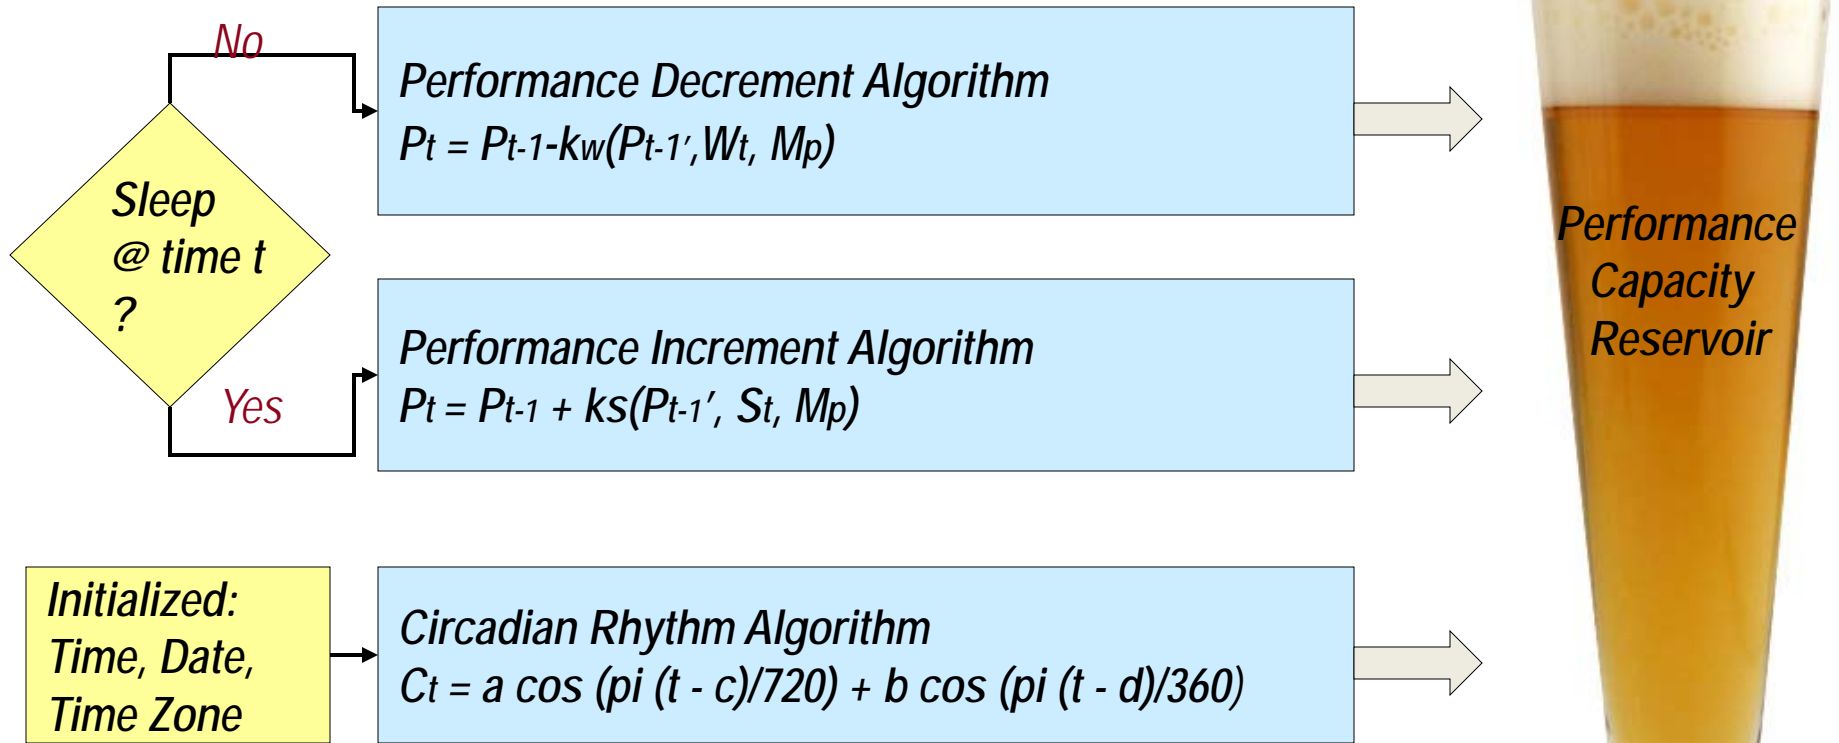 No
Performance Decrement Algorithm
Pt = Pt-1-kw(Pt-1′,Wt, Mp)
Sleep
@ time t
?
Performance Increment Algorithm
Pt = Pt-1 + ks(Pt-1′, St, Mp)
Yes
Initialized:
Time, Date,
Time Zone
Circadian Rhythm Algorithm
Ct = a cos (pi (t - c)/720) + b cos (pi (t - d)/360)
Performance
Capacity
Reservoir